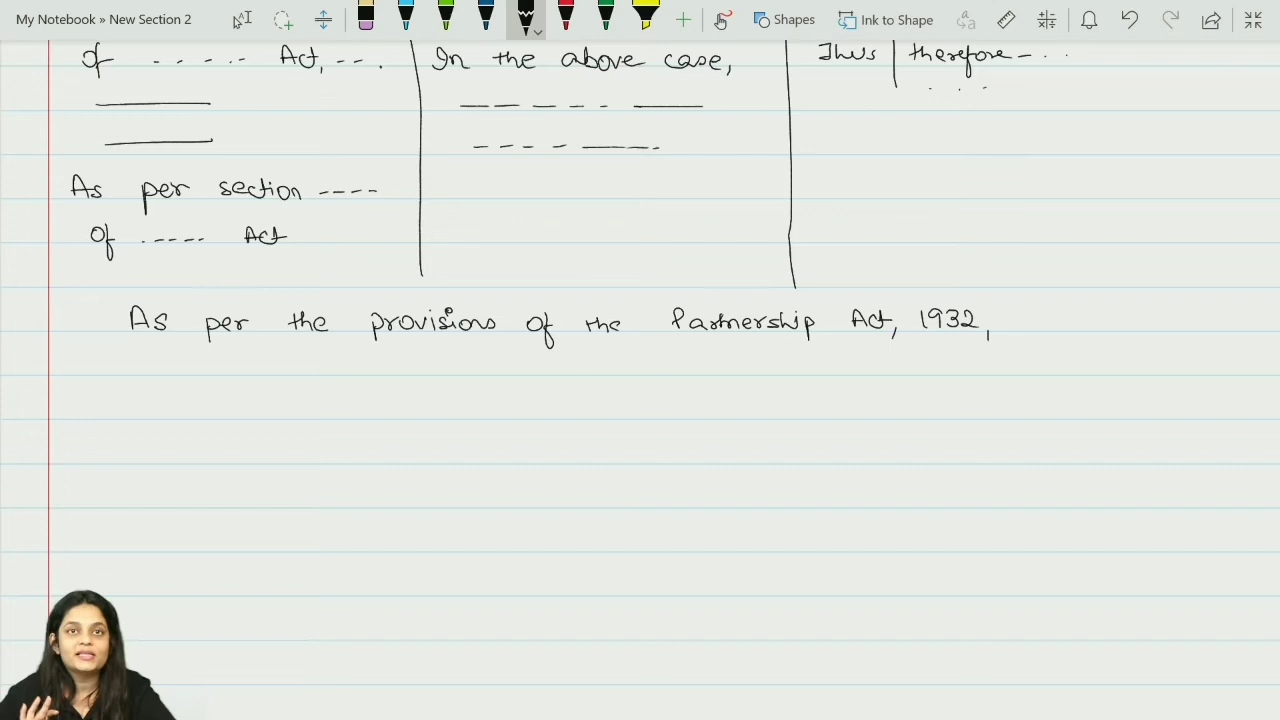 My Notebook » New Section 2
Shapes
Ink to Shape
Of ------ Act, --.
As per section ----
Of ------ Act
In the above case,
Thus | therefore - ..
As per the provisions of the Partnership Act, 1932,